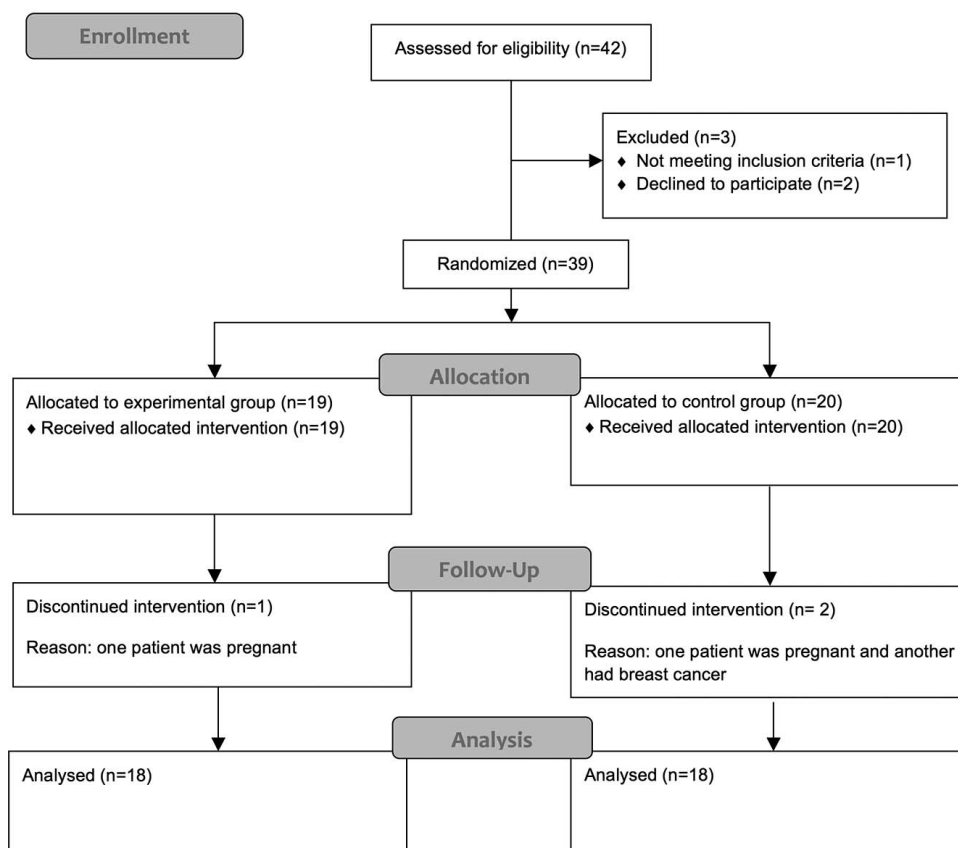 Enrollment
Assessed for eligibility (n=42)
Excluded (n=3)
♦ Not meeting inclusion criteria (n=1)
♦ Declined to participate (n=2)
Randomized (n=39)
Allocation
Allocated to experimental group (n=19)
♦ Received allocated intervention (n=19)
Allocated to control group (n=20)
♦ Received allocated intervention (n=20)
Follow-Up
Discontinued intervention (n=1)
Reason: one patient was pregnant
Discontinued intervention (n= 2)
Reason: one patient was pregnant and another
had breast cancer
Analysis
Analysed (n=18)
Analysed (n=18)